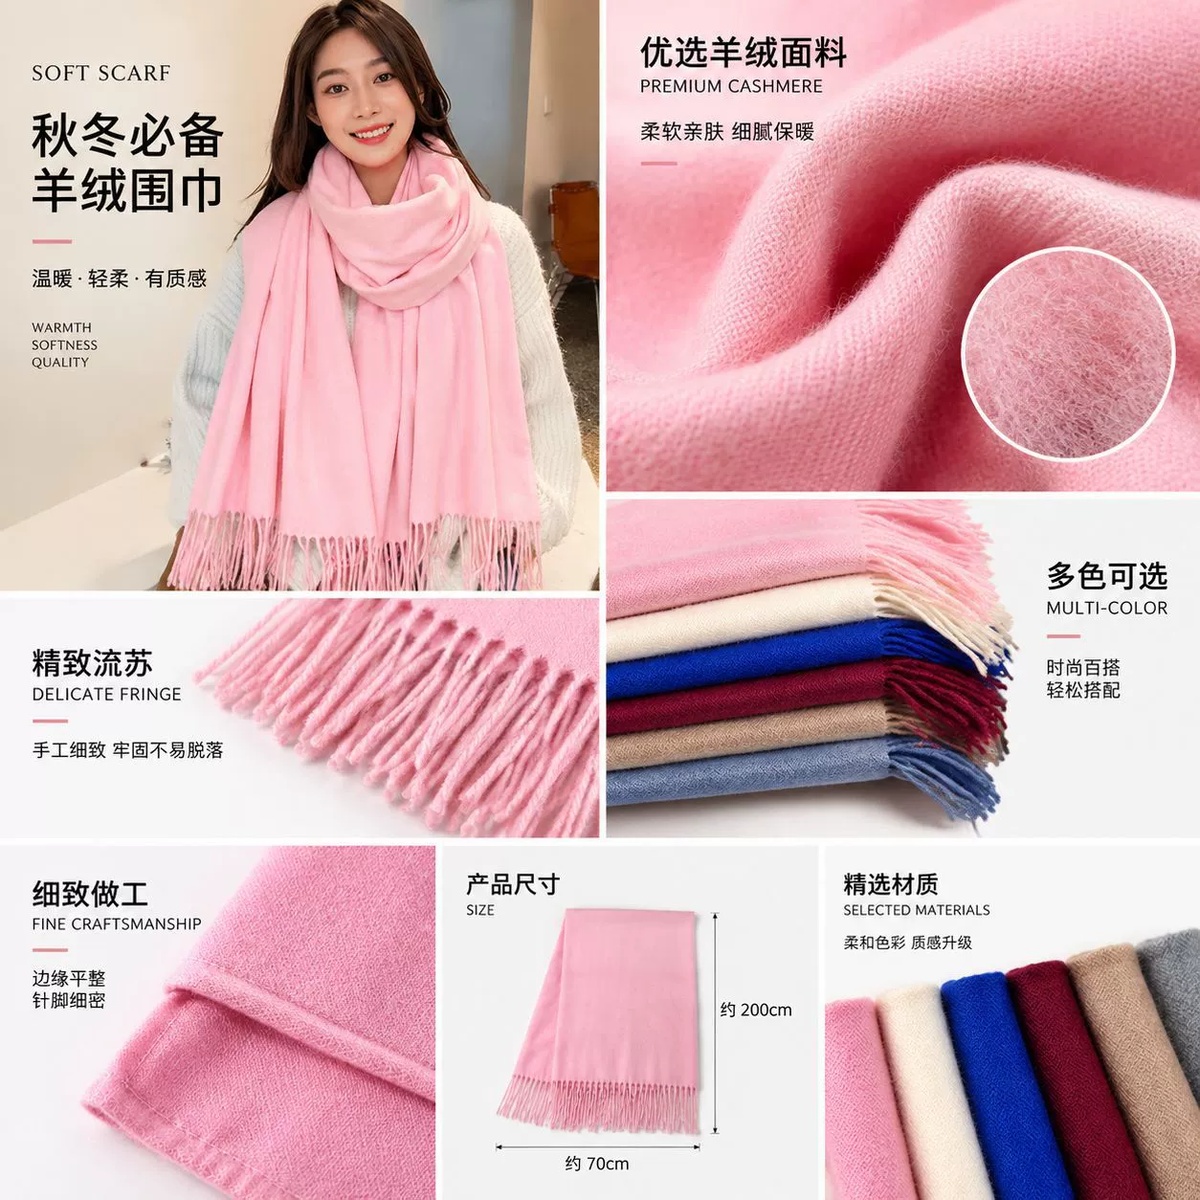 SOFT SCARF
秋冬必备
羊绒围巾
温暖 · 轻柔 · 有质感
WARMTH
SOFTNESS
QUALITY
优选羊绒面料
PREMIUM CASHMERE
柔软亲肤 细腻保暖
精致流苏
DELICATE FRINGE
手工细致 牢固不易脱落
多色可选
MULTI-COLOR
时尚百搭
轻松搭配
细致做工
FINE CRAFTSMANSHIP
边缘平整
针脚细密
产品尺寸
SIZE
约 200cm
约 70cm
精选材质
SELECTED MATERIALS
柔和色彩 质感升级